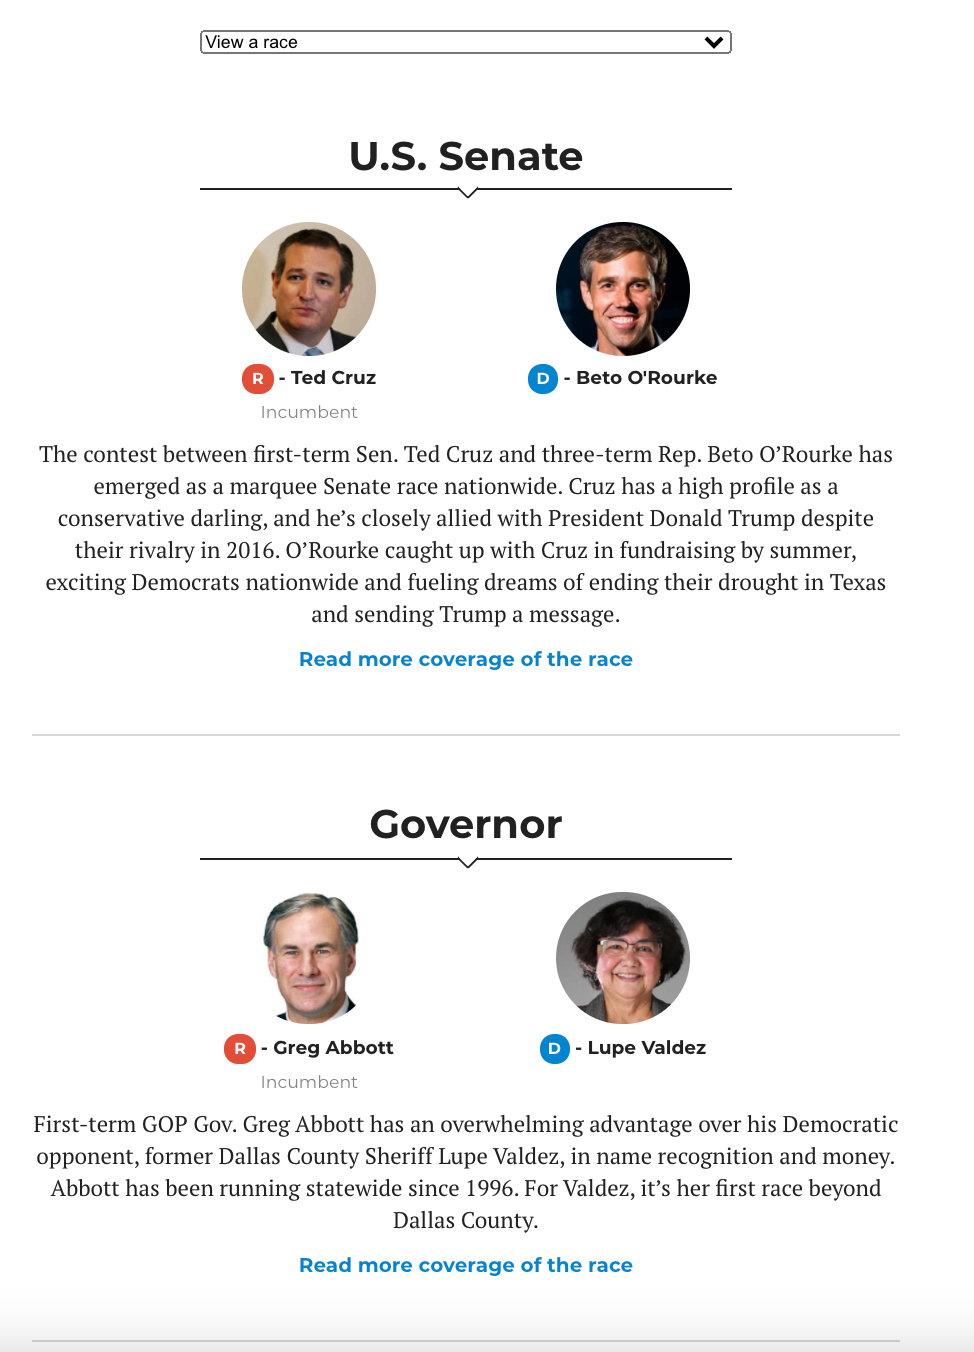 View a race
U.S. Senate
R - Ted Cruz
Incumbent
D - Beto O'Rourke
The contest between first-term Sen. Ted Cruz and three-term Rep. Beto O’Rourke has
emerged as a marquee Senate race nationwide. Cruz has a high profile as a
conservative darling, and he’s closely allied with President Donald Trump despite
their rivalry in 2016. O’Rourke caught up with Cruz in fundraising by summer,
exciting Democrats nationwide and fueling dreams of ending their drought in Texas
and sending Trump a message.
Read more coverage of the race
Governor
R - Greg Abbott
Incumbent
D - Lupe Valdez
First-term GOP Gov. Greg Abbott has an overwhelming advantage over his Democratic
opponent, former Dallas County Sheriff Lupe Valdez, in name recognition and money.
Abbott has been running statewide since 1996. For Valdez, it’s her first race beyond
Dallas County.
Read more coverage of the race